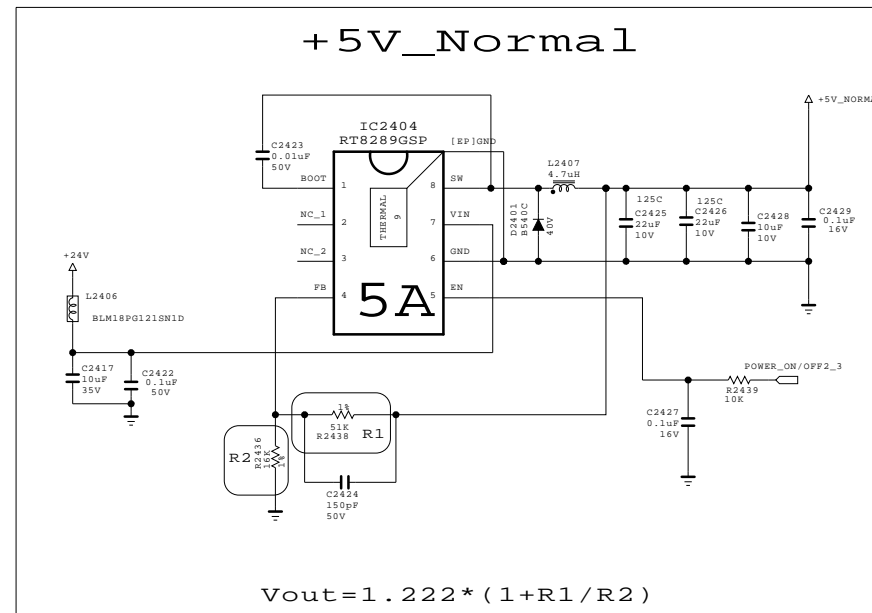 +5V_Normal
IC2404
RT8289GSP
[EP]GND
C2423
0.01uF
50V
BOOT
1
8
SW
NC_1
2
7
VIN
NC_2
3
6
GND
FB
4
5
EN
THERMAL
9
5A
L2407
4.7uH
D2401
B540C
40V
125C
C2425
22uF
10V
125C
C2426
22uF
10V
C2428
10uF
10V
C2429
0.1uF
16V
+24V
L2406
BLM18PG121SN1D
C2417
10uF
35V
C2422
0.1uF
50V
POWER_ON/OFF2_3
R2439
10K
C2427
0.1uF
16V
1%
51K
R2438
R1
R2
R2436
16K
1%
C2424
150pF
50V
Vout=1.222*(1+R1/R2)